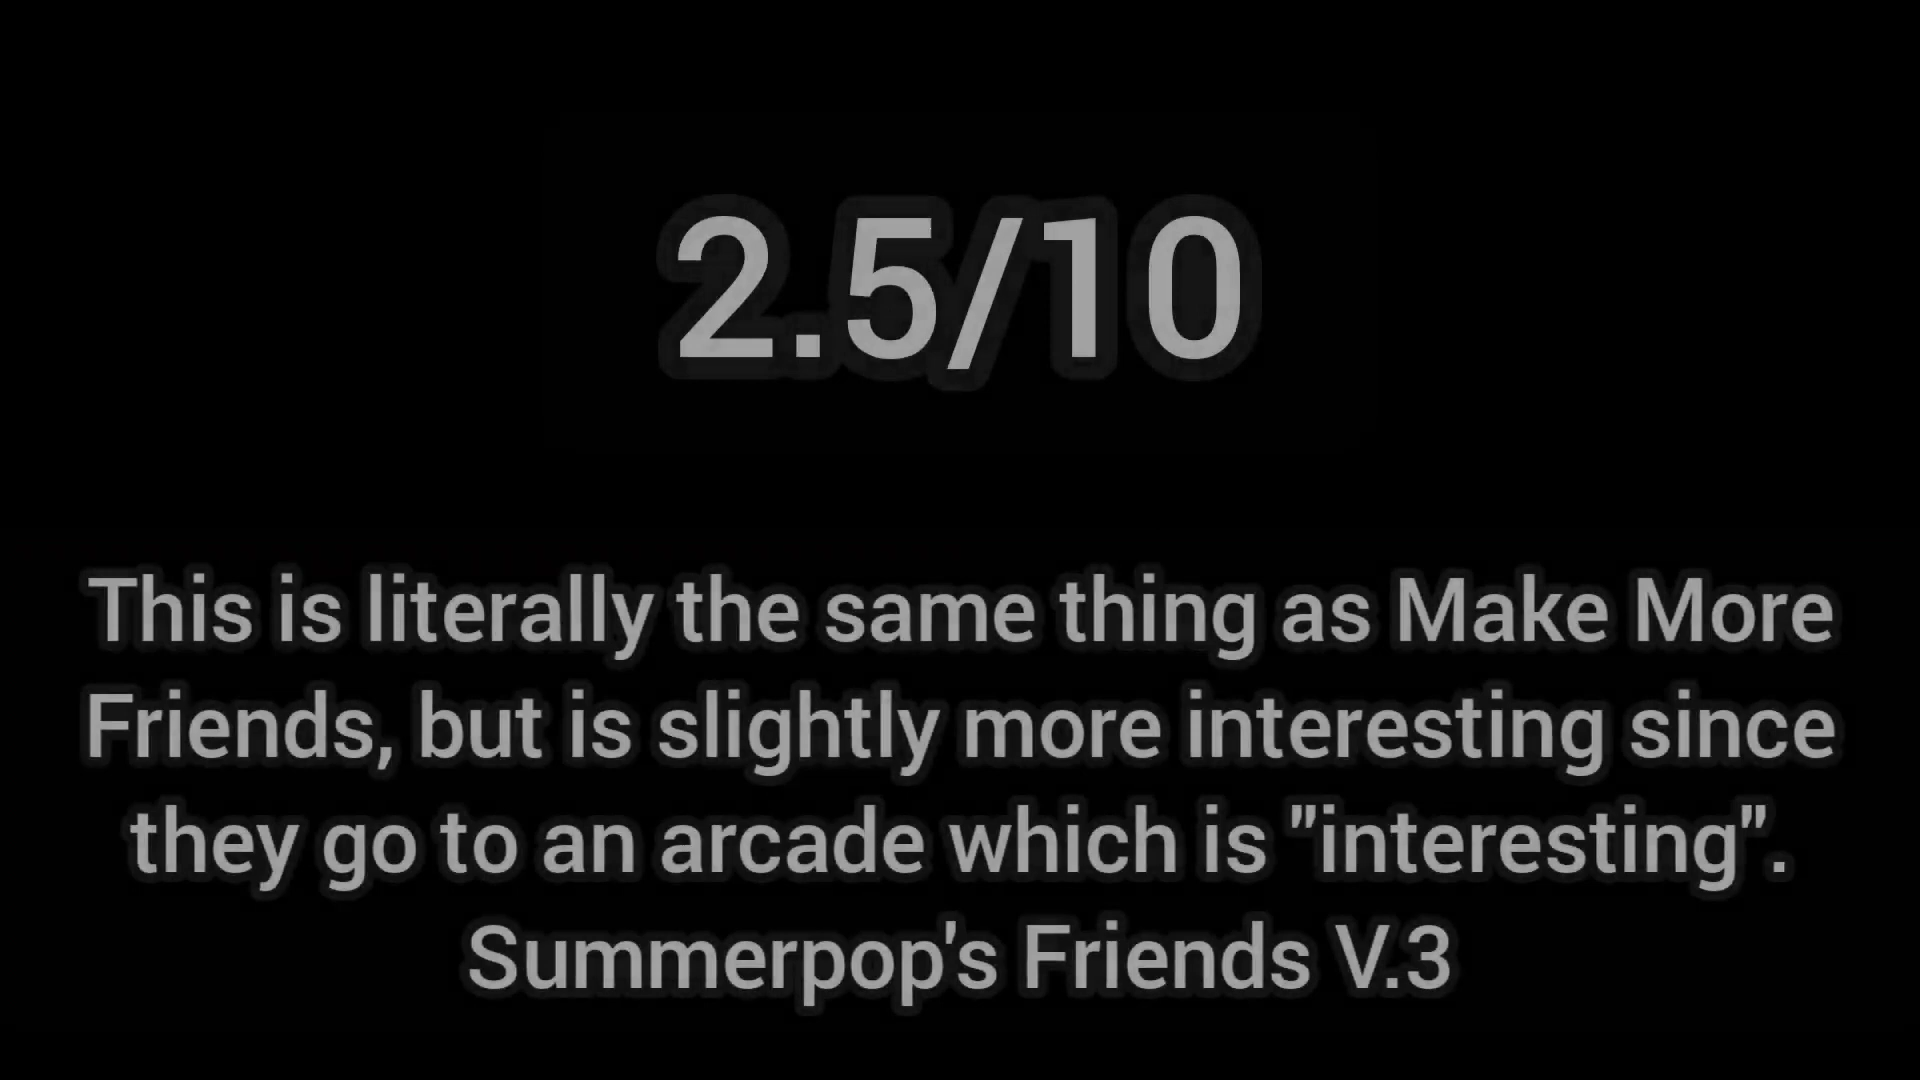 2.5/10
This is literally the same thing as Make More
Friends, but is slightly more interesting since
they go to an arcade which is "interesting".
Summerpop's Friends V.3